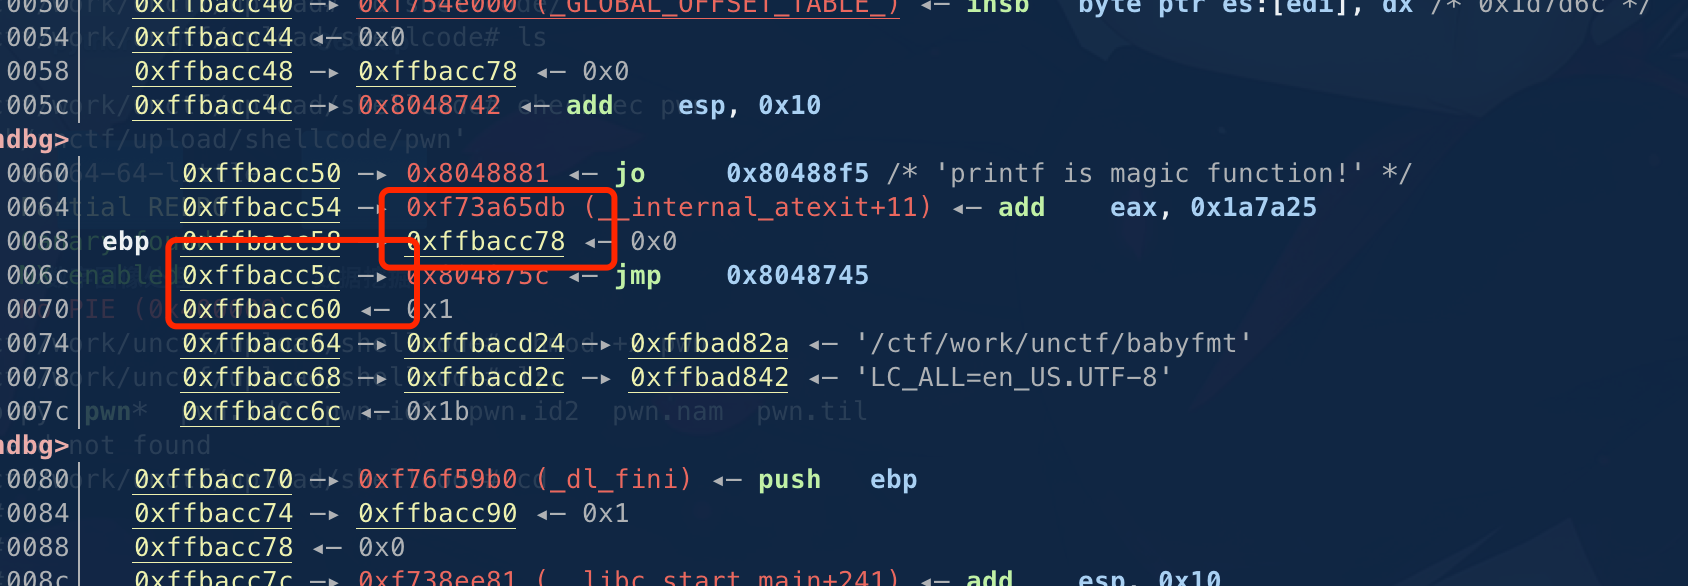 0050 0xffbacc40 —▸ 0xf754e000 (_GLOBAL_OFFSET_TABLE_) ◂— insb byte ptr es:[edi], dx /* 0x1d7d6c */
0054 0xffbacc44 ◂— 0x0
0058 0xffbacc48 —▸ 0xffbacc78 ◂— 0x0
005c 0xffbacc4c —▸ 0x8048742 ◂— add esp, 0x10
ndbg>
0060 0xffbacc50 —▸ 0x8048881 ◂— jo 0x80488f5 /* 'printf is magic function!' */
0064 0xffbacc54 —▸ 0xf73a65db (__internal_atexit+11) ◂— add eax, 0x1a7a25
0068 ebp 0xffbacc58 —▸ 0xffbacc78 ◂— 0x0
006c 0xffbacc5c —▸ 0x804875c ◂— jmp 0x8048745
0070 0xffbacc60 ◂— 0x1
0074 0xffbacc64 —▸ 0xffbacd24 —▸ 0xffbad82a ◂— '/ctf/work/unctf/babyfmt'
0078 0xffbacc68 —▸ 0xffbacd2c —▸ 0xffbad842 ◂— 'LC_ALL=en_US.UTF-8'
007c 0xffbacc6c ◂— 0x1b
ndbg>
0080 0xffbacc70 —▸ 0xf76f59b0 (_dl_fini) ◂— push ebp
0084 0xffbacc74 —▸ 0xffbacc90 ◂— 0x1
0088 0xffbacc78 ◂— 0x0
008c 0xffbacc7c —▸ 0xf738ee81 (__libc_start_main+241) ◂— add esp, 0x10